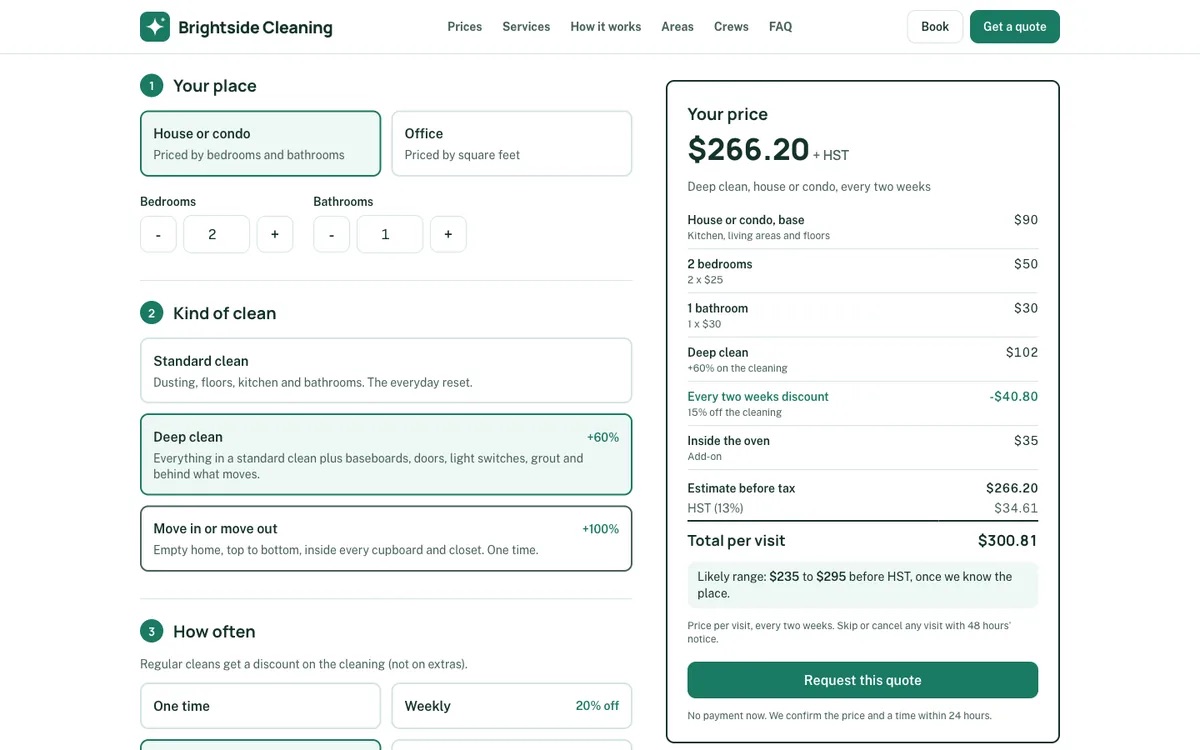 Brightside Cleaning
Prices Services How it works Areas Crews FAQ
Book Get a quote
1 Your place
House or condo
Priced by bedrooms and bathrooms
Office
Priced by square feet
Bedrooms
- 2 +
Bathrooms
- 1 +
2 Kind of clean
Standard clean
Dusting, floors, kitchen and bathrooms. The everyday reset.
Deep clean +60%
Everything in a standard clean plus baseboards, doors, light switches, grout and
behind what moves.
Move in or move out +100%
Empty home, top to bottom, inside every cupboard and closet. One time.
3 How often
Regular cleans get a discount on the cleaning (not on extras).
One time
Weekly 20% off
Your price
$266.20 + HST
Deep clean, house or condo, every two weeks
House or condo, base $90
Kitchen, living areas and floors
2 bedrooms $50
2 x $25
1 bathroom $30
1 x $30
Deep clean $102
+60% on the cleaning
Every two weeks discount -$40.80
15% off the cleaning
Inside the oven $35
Add-on
Estimate before tax $266.20
HST (13%) $34.61
Total per visit $300.81
Likely range: $235 to $295 before HST, once we know the
place.
Price per visit, every two weeks. Skip or cancel any visit with 48 hours'
notice.
Request this quote
No payment now. We confirm the price and a time within 24 hours.